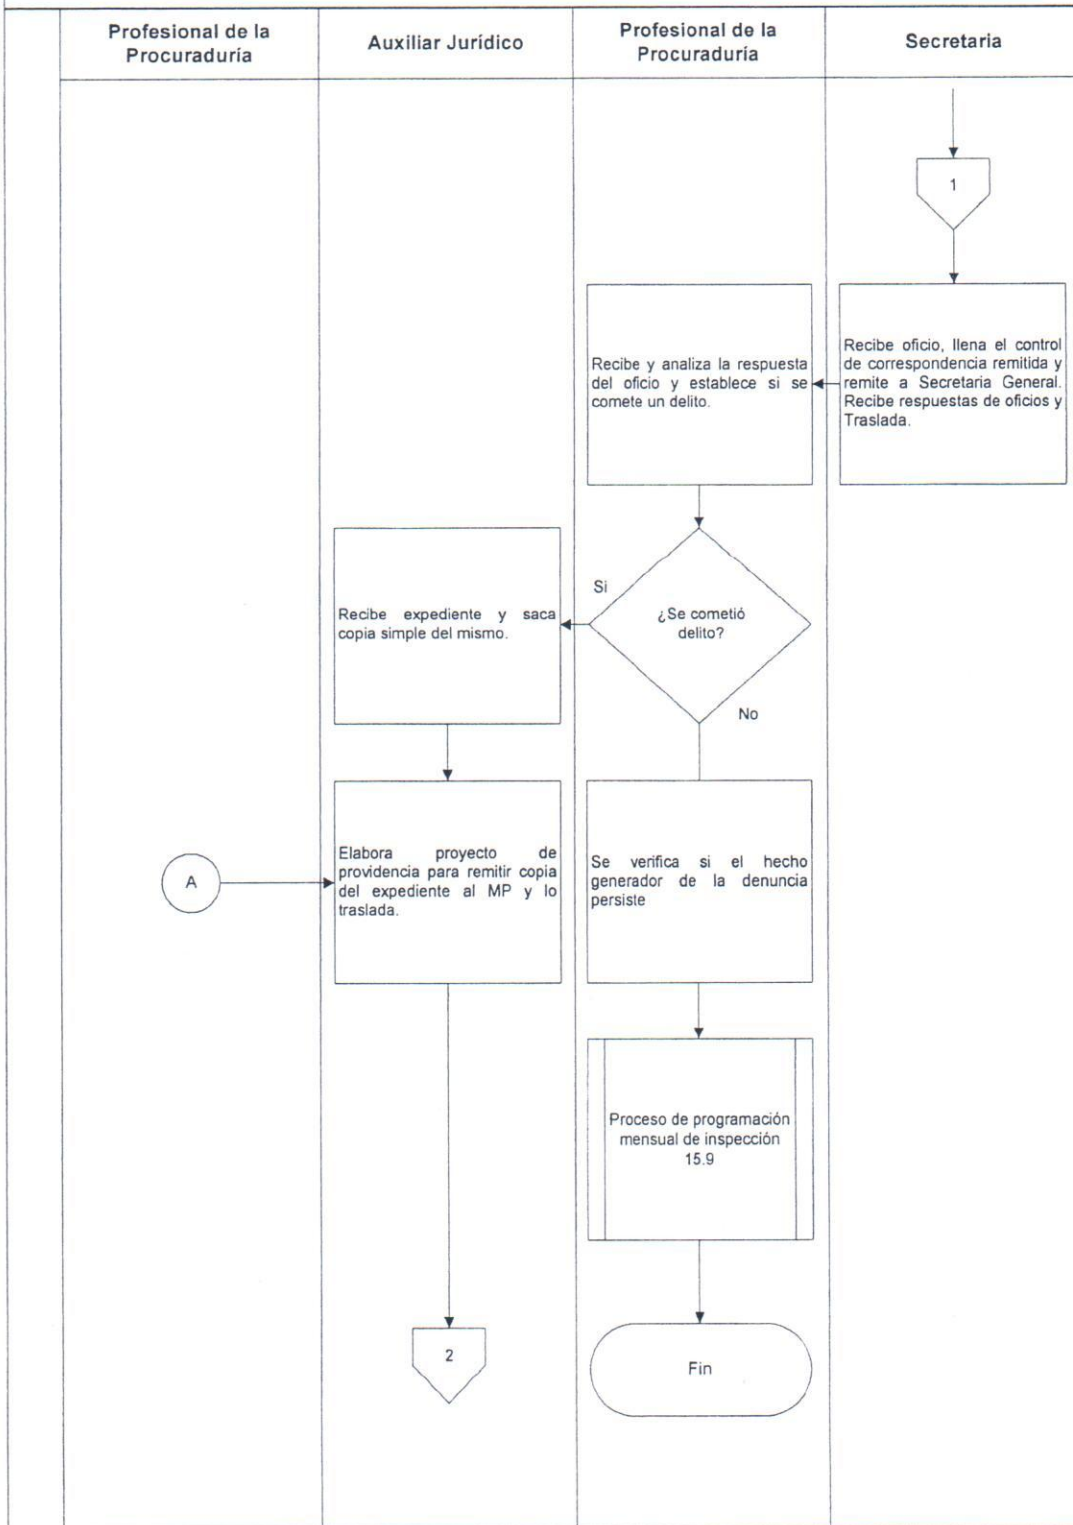 Profesional de la
Procuraduría
Auxiliar Jurídico
Profesional de la
Procuraduría
Secretaria
1
Recibe oficio, llena el control
de correspondencia remitida y
remite a Secretaria General.
Recibe respuestas de oficios y
Traslada.
Recibe y analiza la respuesta
del oficio y establece si se
comete un delito.
¿Se cometió
delito?
Si
No
Recibe expediente y saca
copia simple del mismo.
A
Elabora proyecto de
providencia para remitir copia
del expediente al MP y lo
traslada.
Se verifica si el hecho
generador de la denuncia
persiste
Proceso de programación
mensual de inspección
15.9
2
Fin